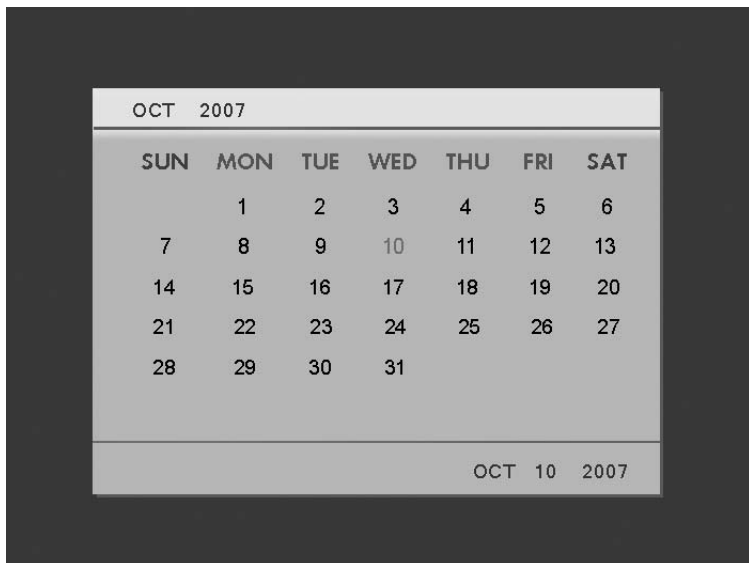 OCT 2007
SUN MON TUE WED THU FRI SAT
1 2 3 4 5 6
7 8 9 10 11 12 13
14 15 16 17 18 19 20
21 22 23 24 25 26 27
28 29 30 31
OCT 10 2007